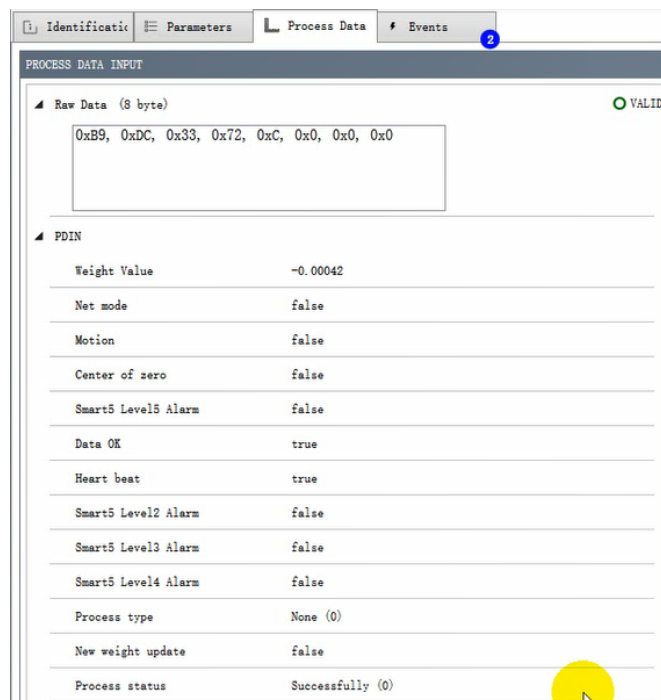 Identificatic Parameters Process Data Events
2
PROCESS DATA INPUT
Raw Data (8 byte) VALID
0xB9, 0xDC, 0x33, 0x72, 0xC, 0x0, 0x0, 0x0
PDIN
Weight Value -0.00042
Net mode false
Motion false
Center of zero false
Smart5 Level5 Alarm false
Data OK true
Heart beat true
Smart5 Level2 Alarm false
Smart5 Level3 Alarm false
Smart5 Level4 Alarm false
Process type None (0)
New weight update false
Process status Successfully (0)